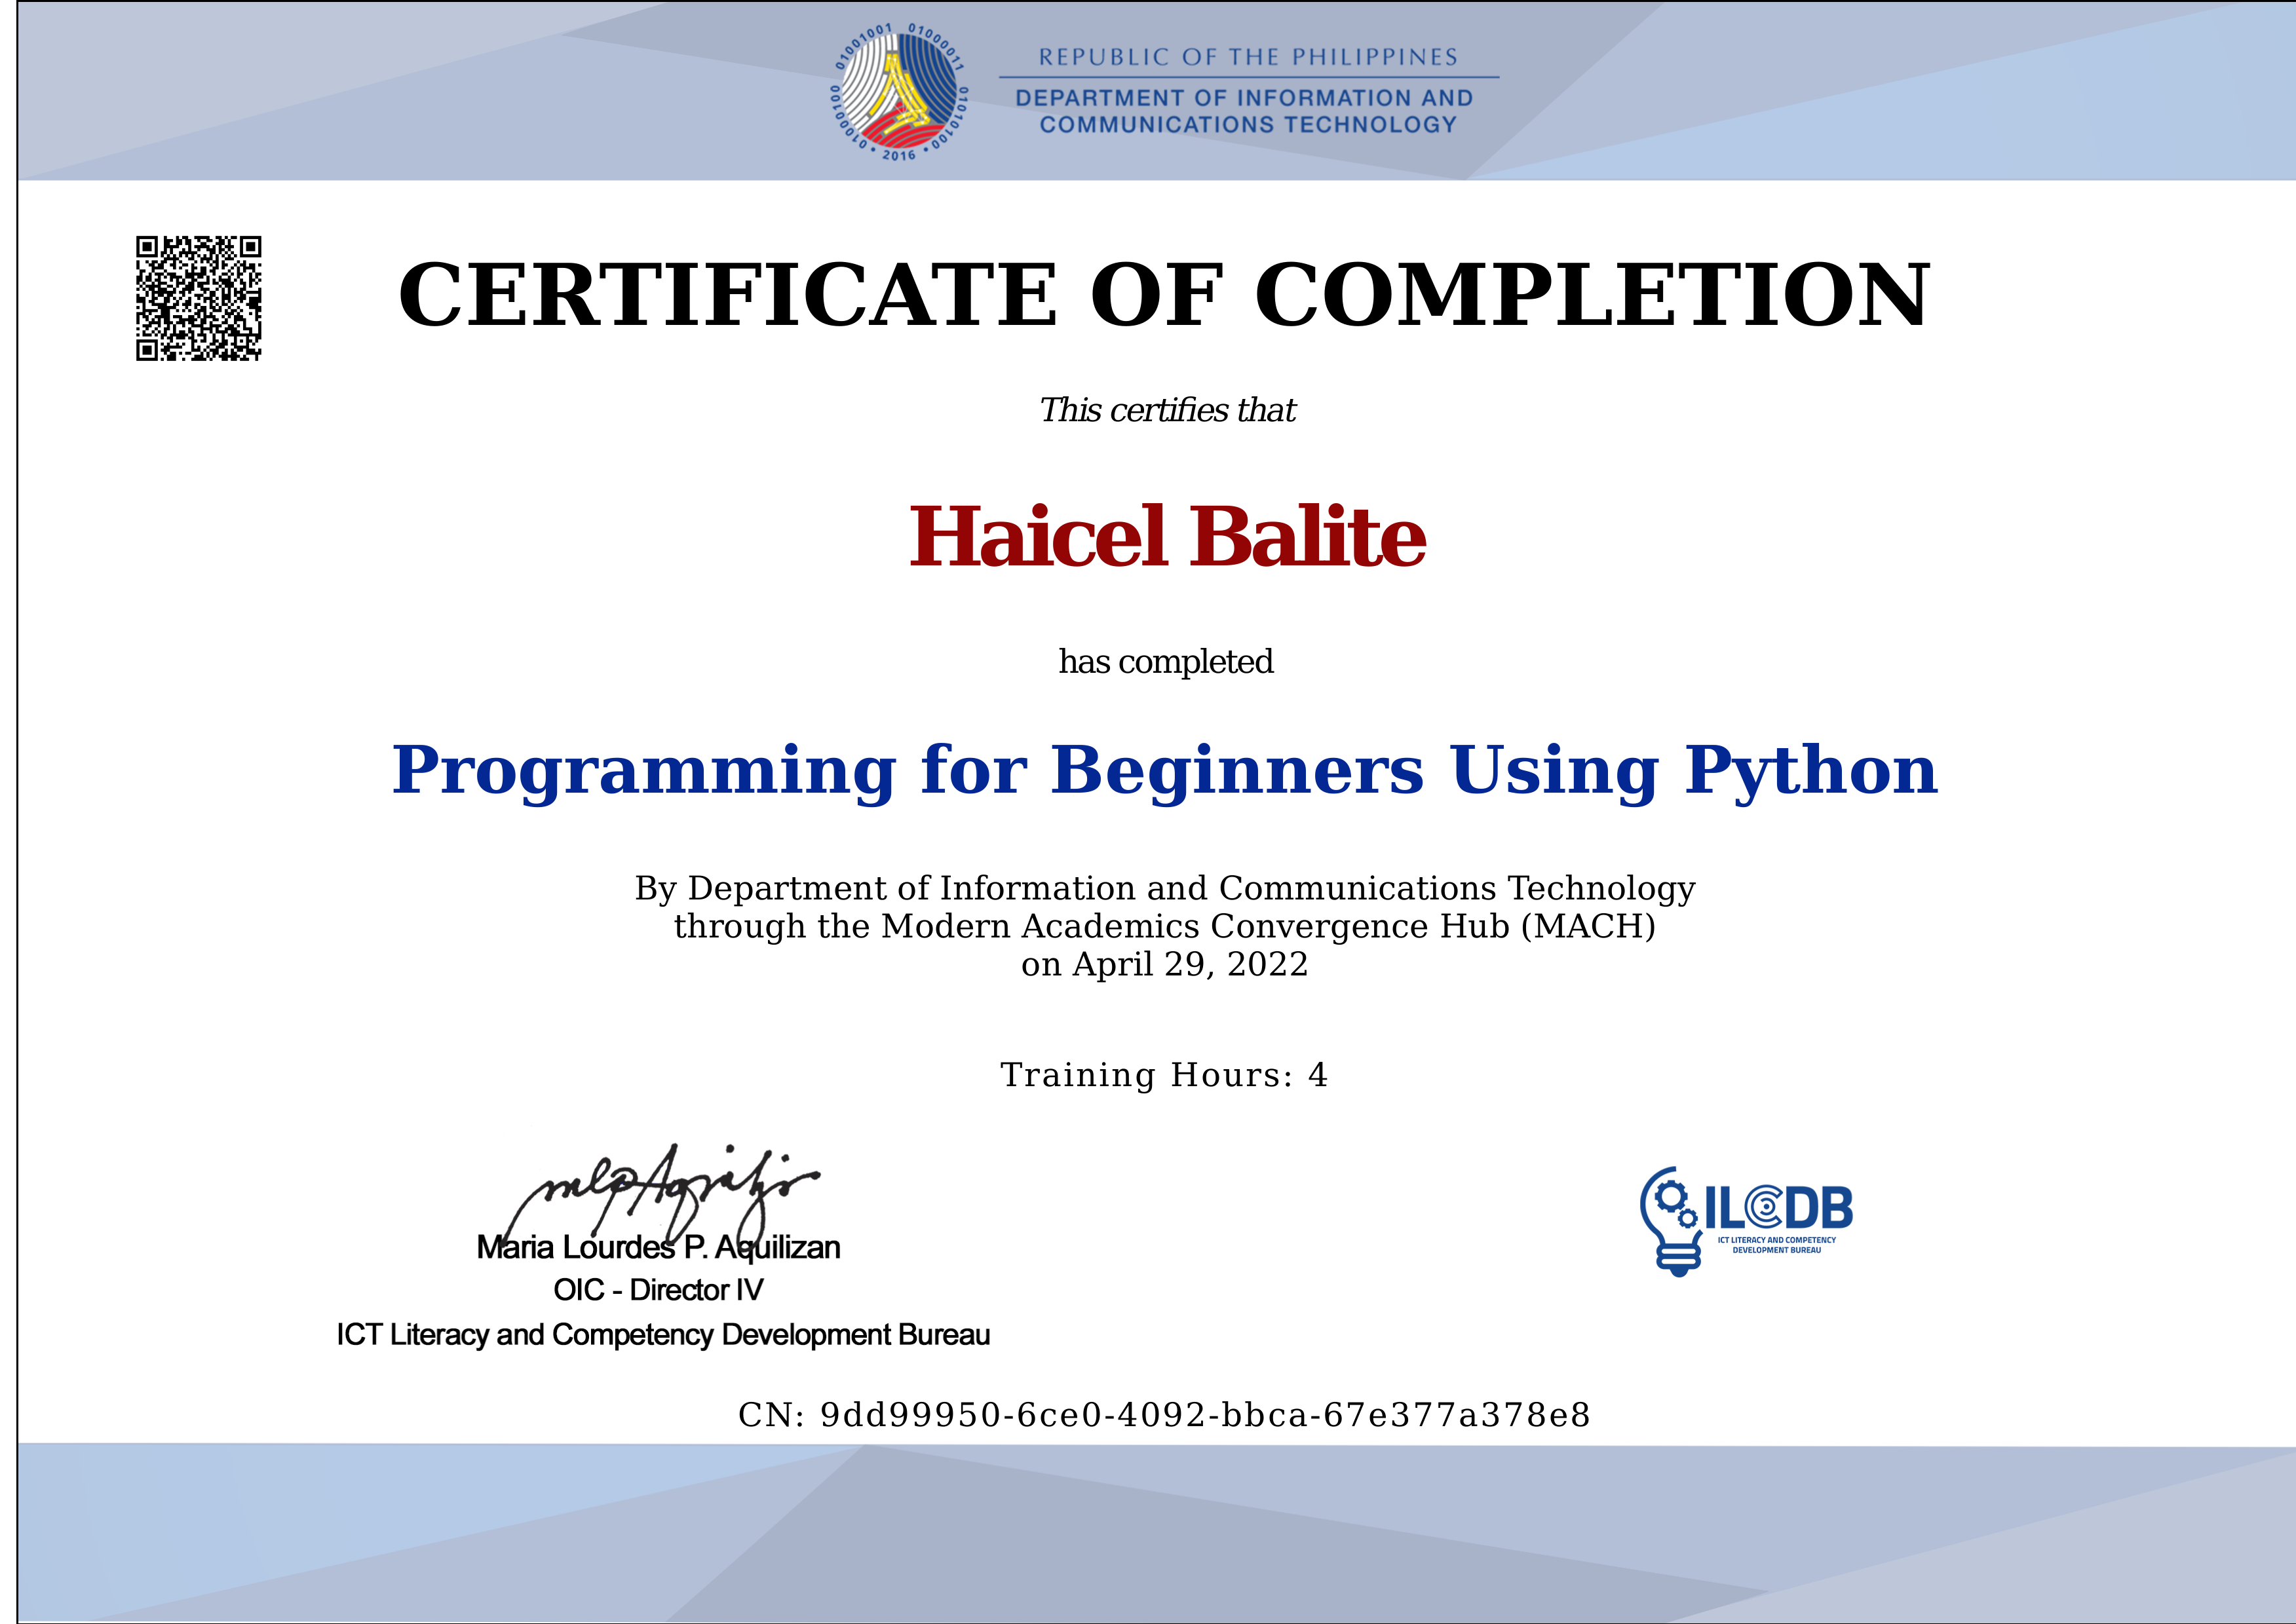 01001001 01000011 01010100 • 2016 • 01000100
REPUBLIC OF THE PHILIPPINES
DEPARTMENT OF INFORMATION AND
COMMUNICATIONS TECHNOLOGY
CERTIFICATE OF COMPLETION
This certifies that
Haicel Balite
has completed
Programming for Beginners Using Python
By Department of Information and Communications Technology
through the Modern Academics Convergence Hub (MACH)
on April 29, 2022
Training Hours: 4
Maria Lourdes P. Aquilizan
OIC - Director IV
ICT Literacy and Competency Development Bureau
ILCDB
ICT LITERACY AND COMPETENCY
DEVELOPMENT BUREAU
CN: 9dd99950-6ce0-4092-bbca-67e377a378e8